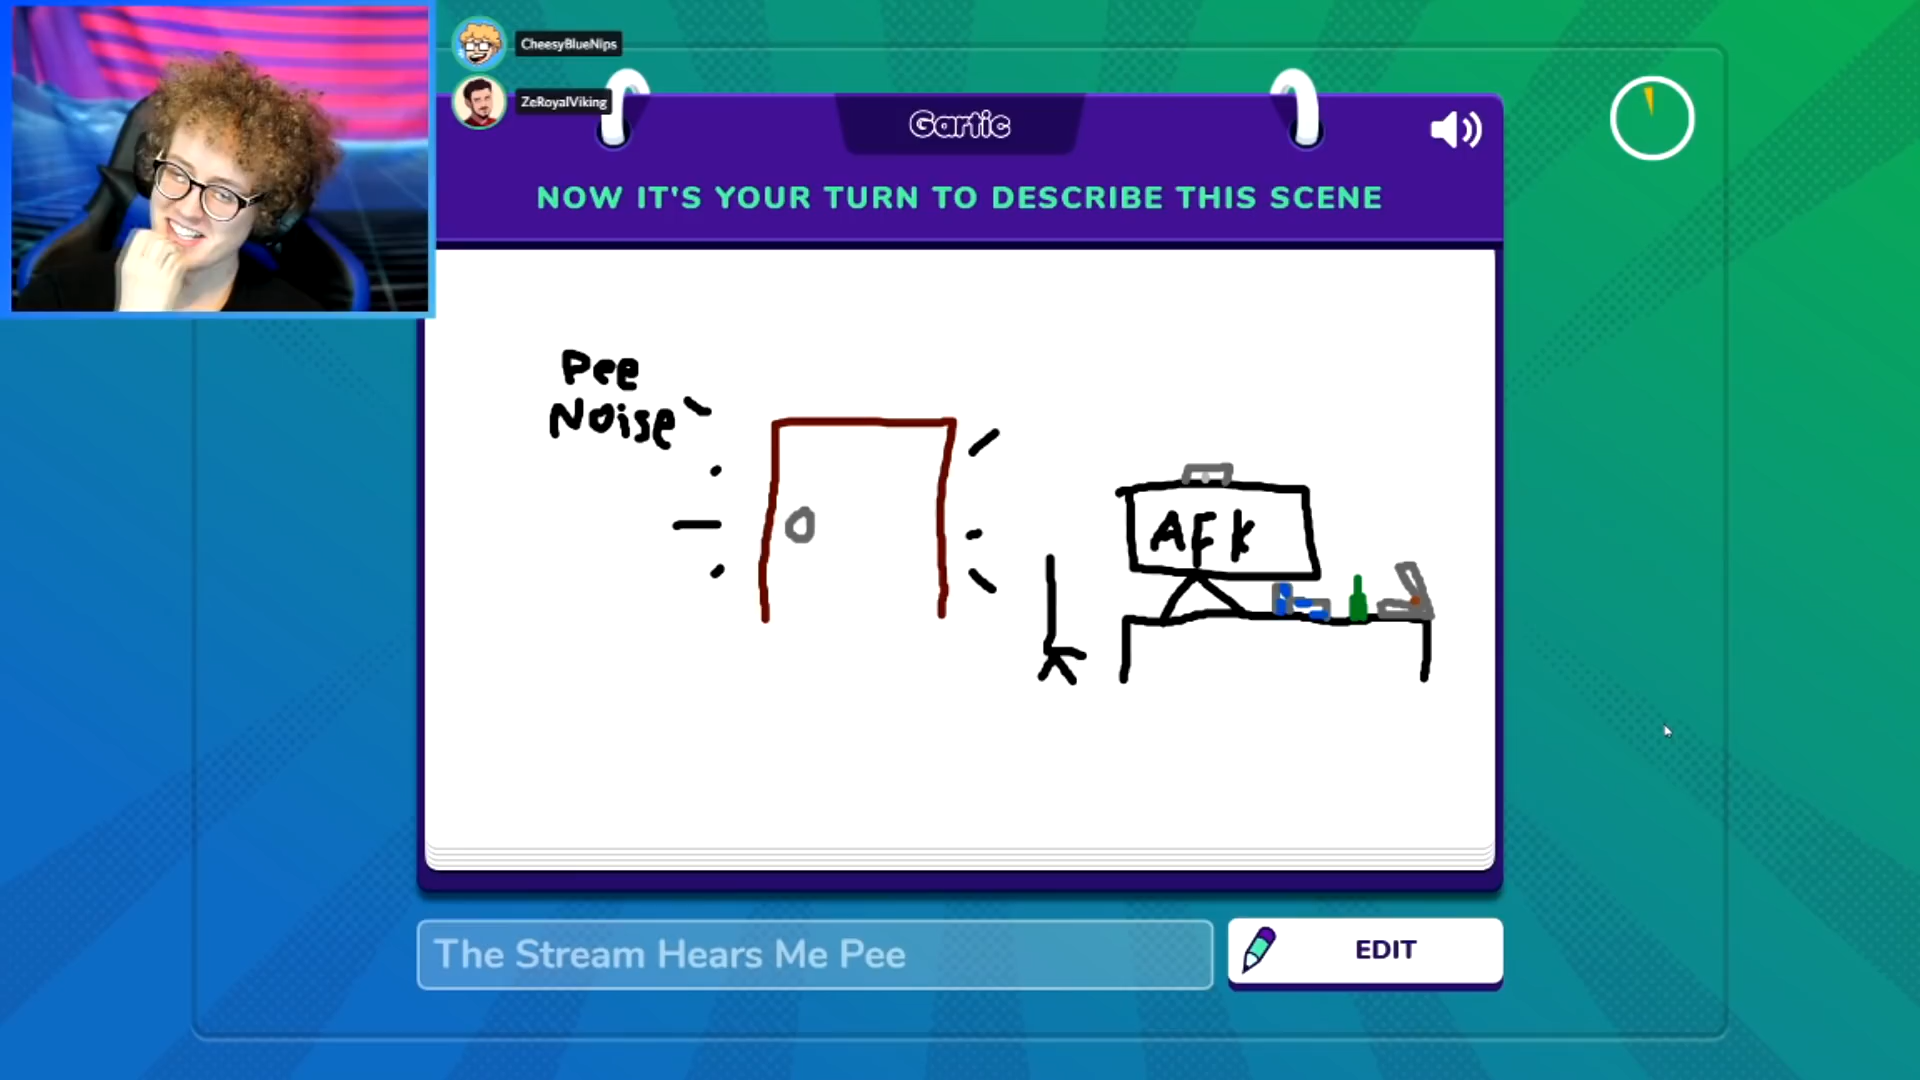 CheesyBlueNips
ZeRoyalViking
Gartic
NOW IT'S YOUR TURN TO DESCRIBE THIS SCENE
Pee
Noise
AFK
The Stream Hears Me Pee
EDIT